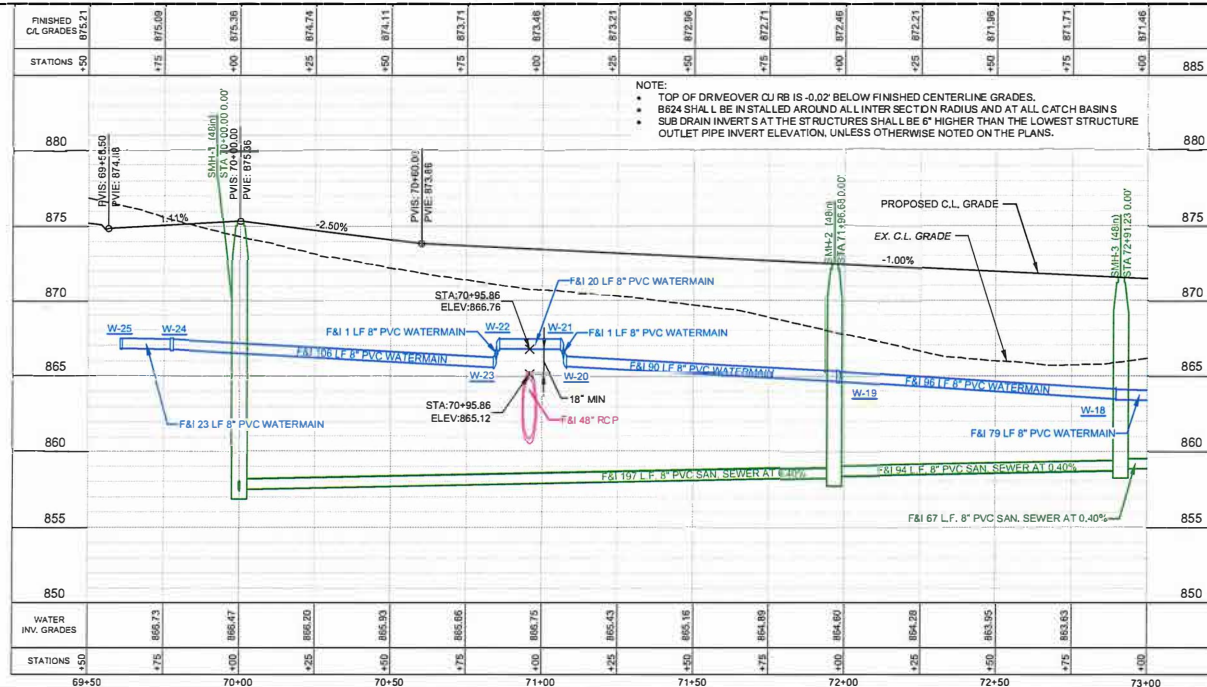 FINISHED
C/L GRADES
875.21
875.09
875.36
874.74
874.11
873.71
873.46
873.21
872.96
872.71
872.46
872.21
871.96
871.71
871.46
STATIONS
+50
+75
+00
+25
+50
+75
+00
+25
+50
+75
+00
+25
+50
+75
+00
885
NOTE:
• TOP OF DRIVEOVER CURB IS -0.02' BELOW FINISHED CENTERLINE GRADES.
• B624 SHALL BE INSTALLED AROUND ALL INTERSECTION RADIUS AND AT ALL CATCH BASINS
• SUB DRAIN INVERTS AT THE STRUCTURES SHALL BE 6" HIGHER THAN THE LOWEST STRUCTURE
OUTLET PIPE INVERT ELEVATION, UNLESS OTHERWISE NOTED ON THE PLANS.
880
880
PVIS: 69+56.50
SMH-1 (48in)
STA 70+00.00 0.00'
PVIS: 70+00.00
PVIE: 875.36
PVIS: 70+60.00
PVIE: 873.86
SMH-2 (48in)
STA 71+96.68 0.00'
SMH-3 (48in)
STA 72+91.23 0.00'
875
875
-2.50%
PROPOSED C.L. GRADE
EX. C.L. GRADE
-1.00%
870
870
F&I 20 LF 8" PVC WATERMAIN
STA:70+95.86
ELEV:866.76
W-25
W-24
F&I 1 LF 8" PVC WATERMAIN
W-22
W-21
F&I 1 LF 8" PVC WATERMAIN
F&I 106 LF 8" PVC WATERMAIN
F&I 90 LF 8" PVC WATERMAIN
F&I 96 LF 8" PVC WATERMAIN
865
865
W-23
W-20
W-19
W-18
18" MIN
STA:70+95.86
ELEV:865.12
F&I 48" RCP
F&I 23 LF 8" PVC WATERMAIN
F&I 79 LF 8" PVC WATERMAIN
860
860
F&I 197 L.F. 8" PVC SAN. SEWER AT 0.40%
F&I 94 L.F. 8" PVC SAN. SEWER AT 0.40%
F&I 67 L.F. 8" PVC SAN. SEWER AT 0.40%
855
855
850
850
WATER
INV. GRADES
866.73
866.47
866.20
865.93
865.66
866.75
865.43
865.16
864.89
864.60
864.28
863.95
863.63
STATIONS
+50
+75
+00
+25
+50
+75
+00
+25
+50
+75
+00
+25
+50
+75
+00
69+50
70+00
70+50
71+00
71+50
72+00
72+50
73+00